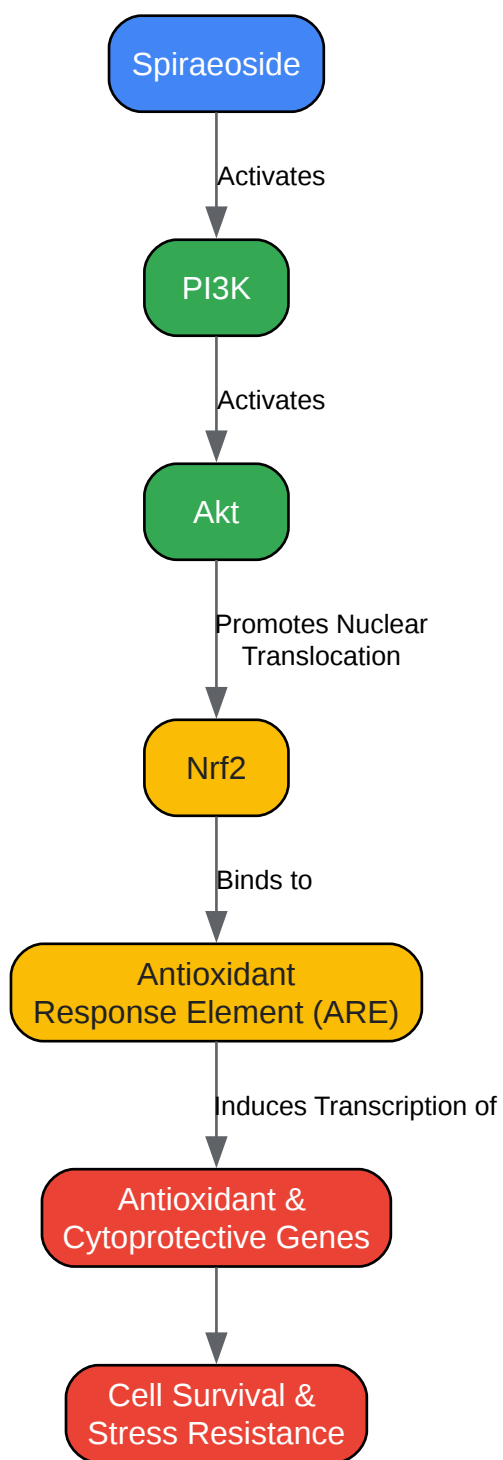 Spiraeoside
Activates
PI3K
Activates
Akt
Promotes Nuclear
Translocation
Nrf2
Binds to
Antioxidant
Response Element (ARE)
Induces Transcription of
Antioxidant &
Cytoprotective Genes
Cell Survival &
Stress Resistance